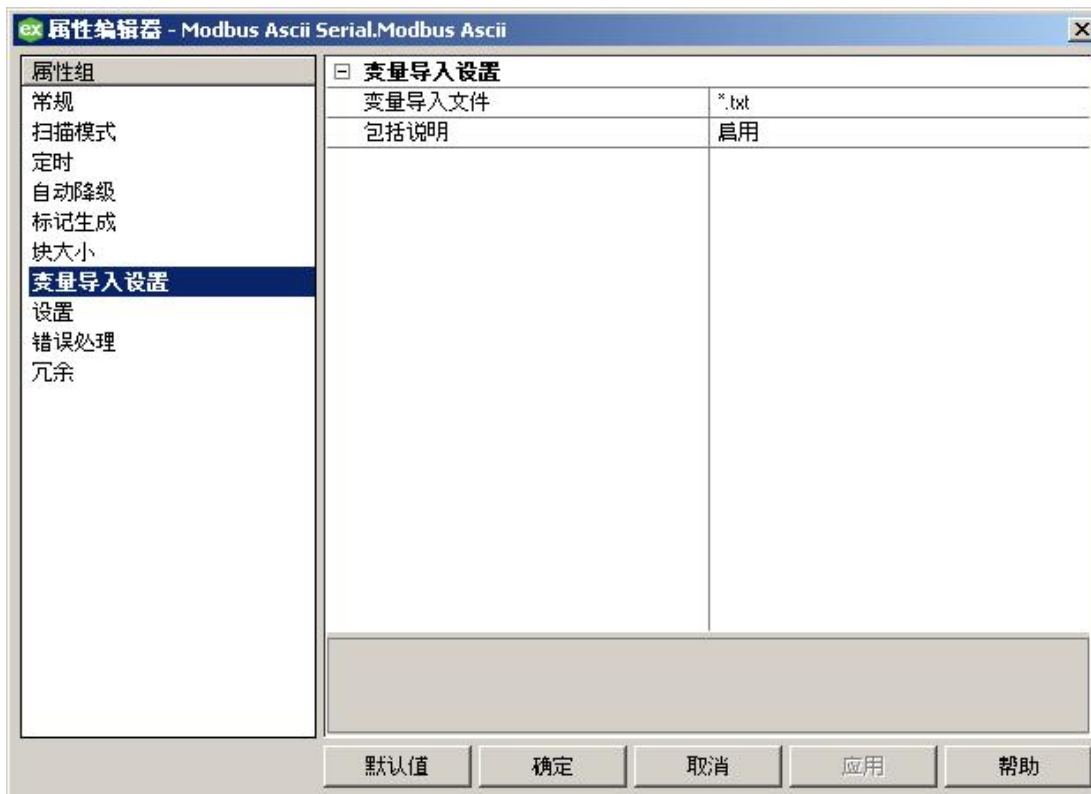 ex 属性编辑器 - Modbus Ascii Serial.Modbus Ascii
属性组
常规
扫描模式
定时
自动降级
标记生成
块大小
变量导入设置
设置
错误处理
冗余
变量导入设置
变量导入文件 *.txt
包括说明 启用
默认值 确定 取消 应用 帮助